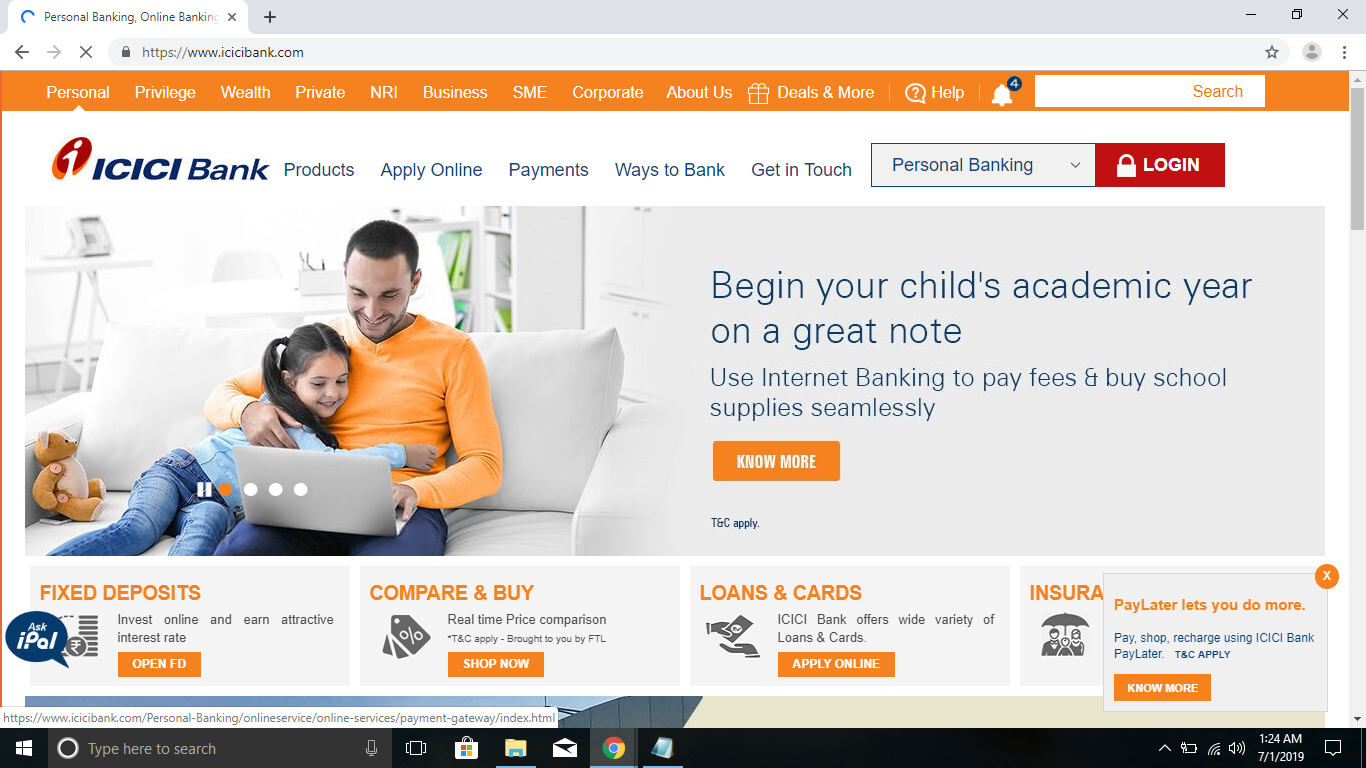 Personal Banking, Online Banking
https://www.icicibank.com
Personal Privilege Wealth Private NRI Business SME Corporate About Us Deals & More Help 4 Search
i ICICI Bank Products Apply Online Payments Ways to Bank Get in Touch Personal Banking LOGIN
Begin your child's academic year
on a great note
Use Internet Banking to pay fees & buy school
supplies seamlessly
KNOW MORE
T&C apply.
FIXED DEPOSITS
Invest online and earn attractive
interest rate
OPEN FD
Ask
iPal
₹
COMPARE & BUY
Real time Price comparison
*T&C apply - Brought to you by FTL
SHOP NOW
%
LOANS & CARDS
ICICI Bank offers wide variety of
Loans & Cards.
APPLY ONLINE
INSURA
X
PayLater lets you do more.
Pay, shop, recharge using ICICI Bank
PayLater. T&C APPLY
KNOW MORE
https://www.icicibank.com/Personal-Banking/onlineservice/online-services/payment-gateway/index.html
Type here to search
1:24 AM
7/1/2019